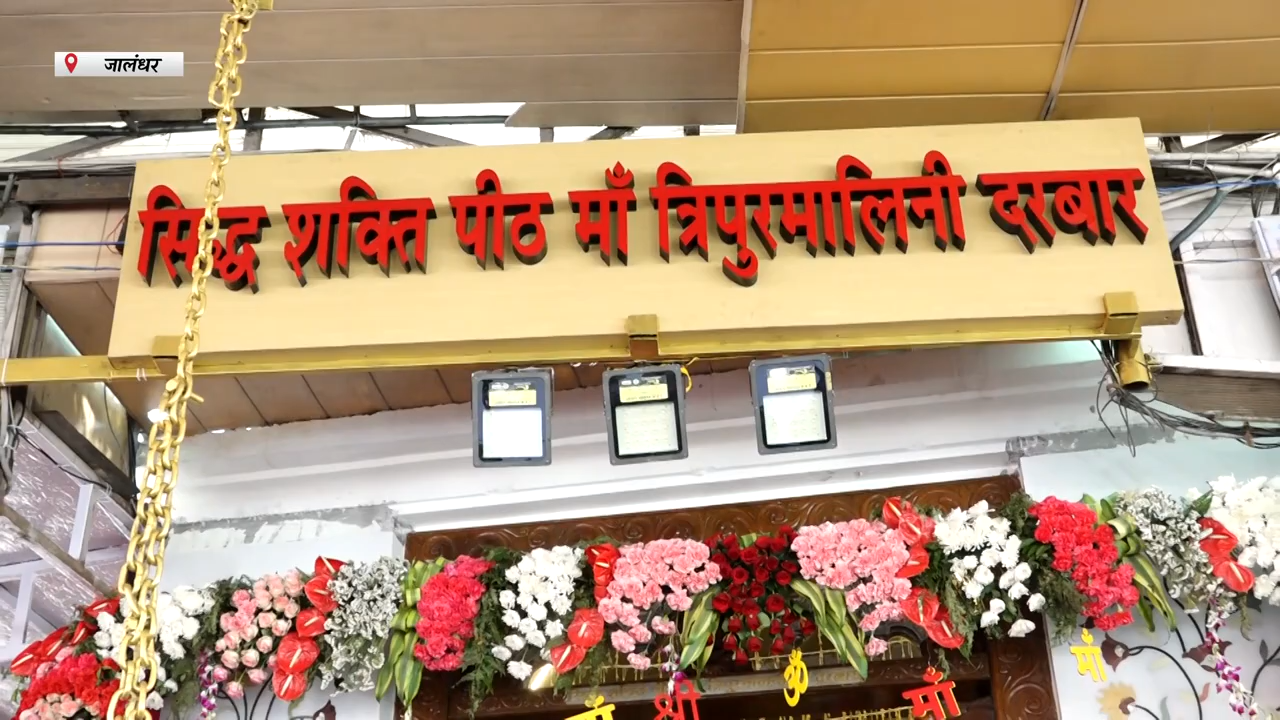 जालंधर
सिद्ध शक्ति पीठ माँ त्रिपुरमालिनी दरबार
माँ
श्री
ॐ
माँ
माँ